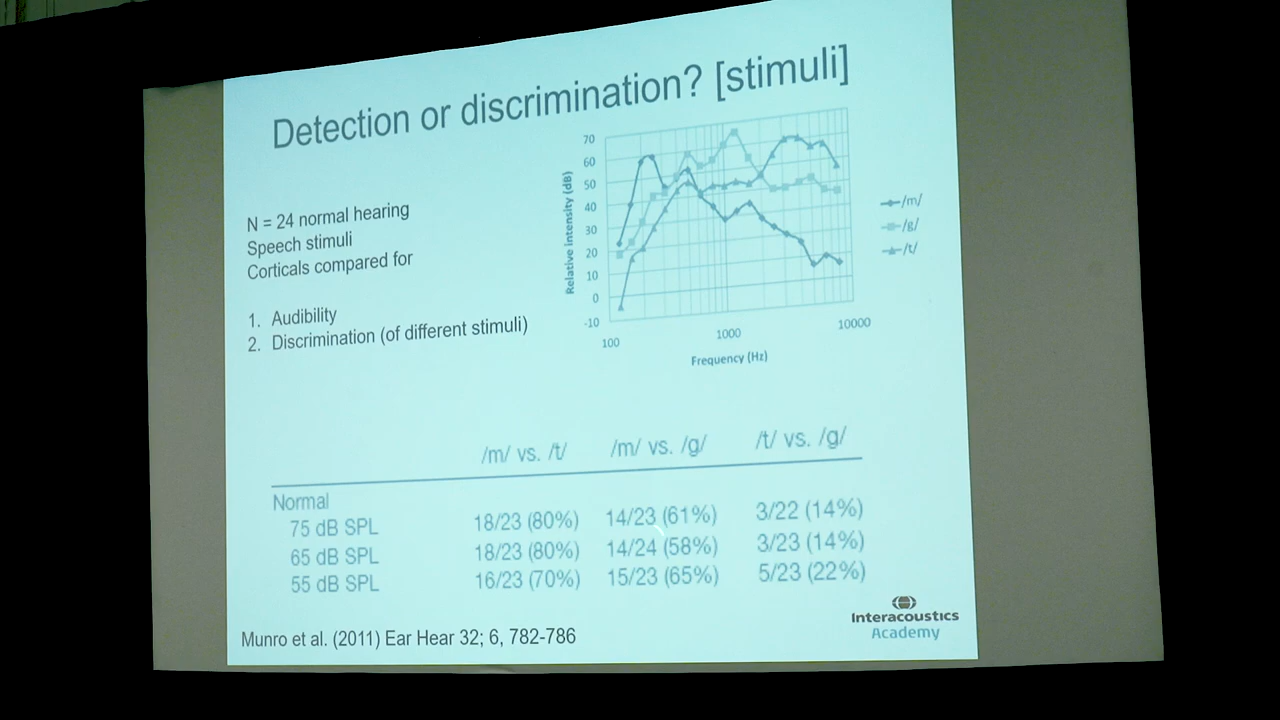 Detection or discrimination? [stimuli]
N = 24 normal hearing
Speech stimuli
Corticals compared for
1. Audibility
2. Discrimination (of different stimuli)
Relative intensity (dB)
70
60
50
40
30
20
10
0
-10
100
1000
10000
Frequency (Hz)
/m/
/g/
/t/
/m/ vs. /t/ /m/ vs. /g/ /t/ vs. /g/
Normal
75 dB SPL 18/23 (80%) 14/23 (61%) 3/22 (14%)
65 dB SPL 18/23 (80%) 14/24 (58%) 3/23 (14%)
55 dB SPL 16/23 (70%) 15/23 (65%) 5/23 (22%)
Munro et al. (2011) Ear Hear 32; 6, 782-786
Interacoustics
Academy